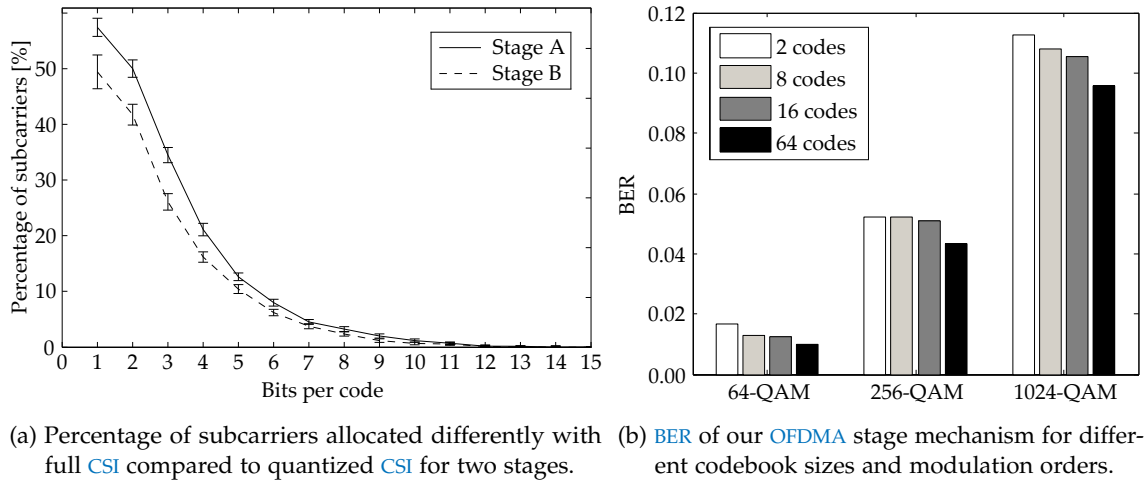 Percentage of subcarriers [%]
50
40
30
20
10
0
0 1 2 3 4 5 6 7 8 9 10 11 12 13 14 15
Bits per code
Stage A
Stage B
(a) Percentage of subcarriers allocated differently with
full CSI compared to quantized CSI for two stages.
BER
0.12
0.10
0.08
0.06
0.04
0.02
0.00
2 codes
8 codes
16 codes
64 codes
64-QAM 256-QAM 1024-QAM
(b) BER of our OFDMA stage mechanism for differ-
ent codebook sizes and modulation orders.